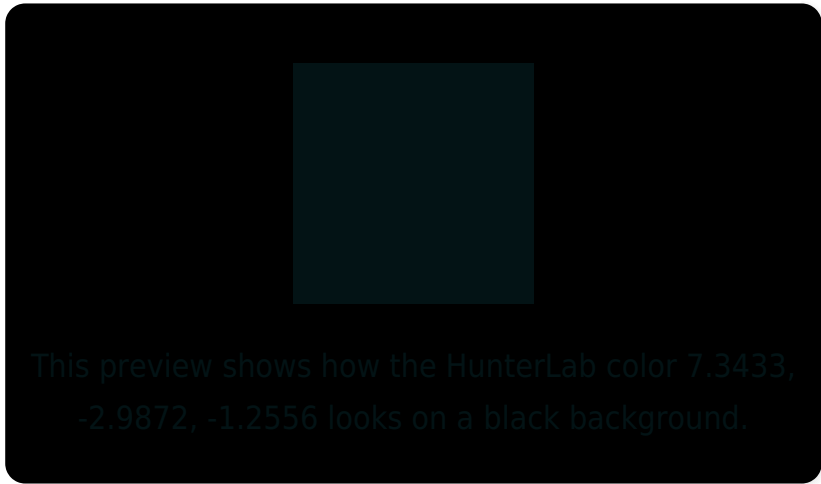 This preview shows how the HunterLab color 7.3433,
-2.9872, -1.2556 looks on a black background.